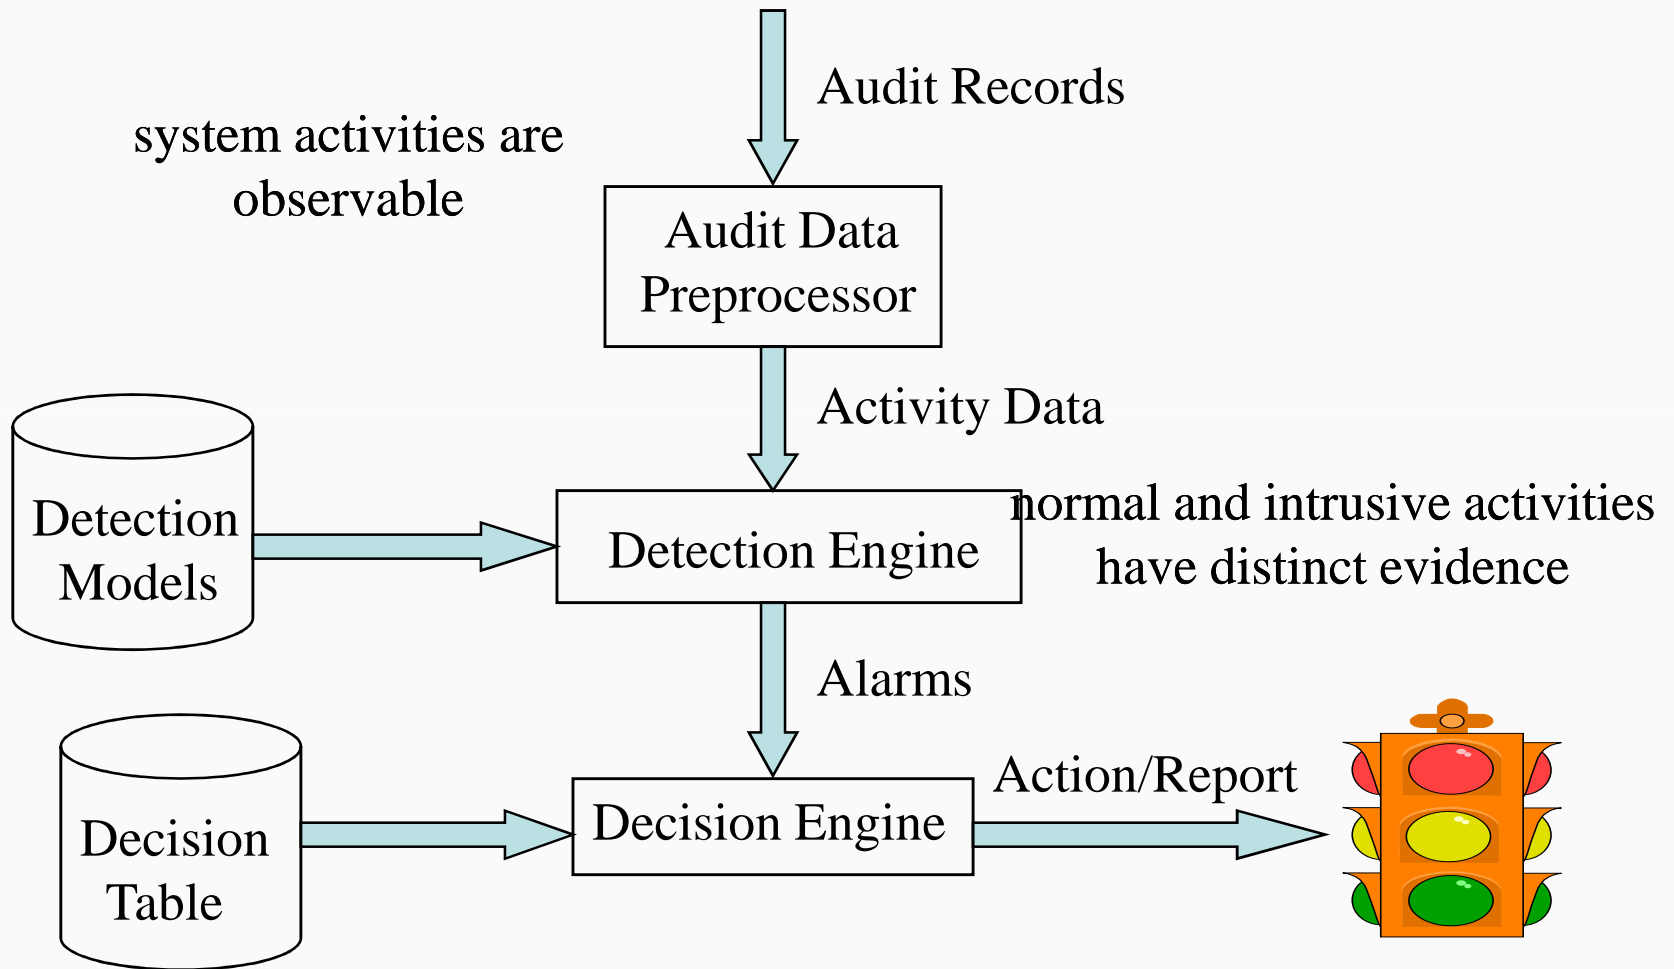 Audit Records
system activities are
observable
Audit Data
Preprocessor
Activity Data
Detection
Models
Detection Engine
normal and intrusive activities
have distinct evidence
Alarms
Action/Report
Decision Engine
Decision
Table